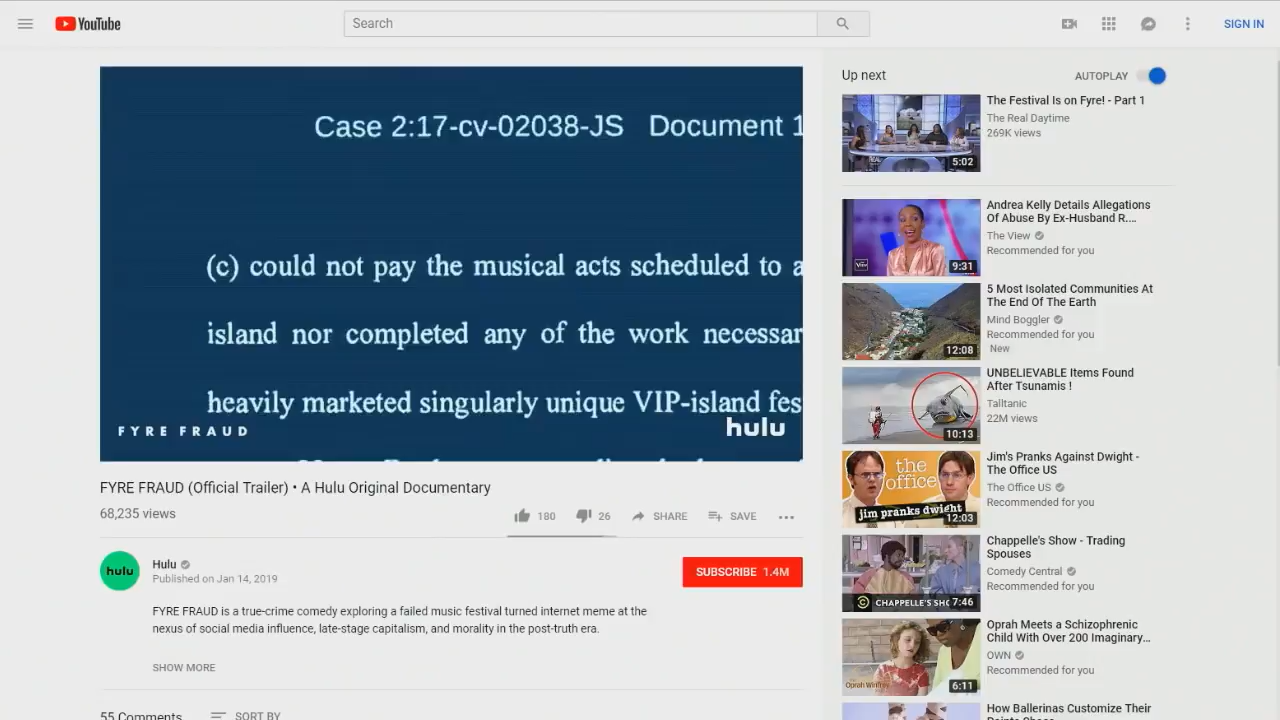 YouTube
Search
SIGN IN
Case 2:17-cv-02038-JS Document 1
(c) could not pay the musical acts scheduled to a
island nor completed any of the work necessar
heavily marketed singularly unique VIP-island fes
FYRE FRAUD
hulu
FYRE FRAUD (Official Trailer) • A Hulu Original Documentary
68,235 views
180
26
SHARE
SAVE
hulu
Hulu
Published on Jan 14, 2019
SUBSCRIBE 1.4M
FYRE FRAUD is a true-crime comedy exploring a failed music festival turned internet meme at the
nexus of social media influence, late-stage capitalism, and morality in the post-truth era.
SHOW MORE
55 Comments
SORT BY
Up next
AUTOPLAY
5:02
The Festival Is on Fyre! - Part 1
The Real Daytime
269K views
9:31
Andrea Kelly Details Allegations
Of Abuse By Ex-Husband R....
The View
Recommended for you
12:08
5 Most Isolated Communities At
The End Of The Earth
Mind Boggler
Recommended for you
New
10:13
UNBELIEVABLE Items Found
After Tsunamis !
Talltanic
22M views
the
office
jim pranks dwight
12:03
Jim's Pranks Against Dwight -
The Office US
The Office US
Recommended for you
CHAPPELLE'S SHO
7:46
Chappelle's Show - Trading
Spouses
Comedy Central
Recommended for you
Oprah Winfrey
6:11
Oprah Meets a Schizophrenic
Child With Over 200 Imaginary...
OWN
Recommended for you
How Ballerinas Customize Their